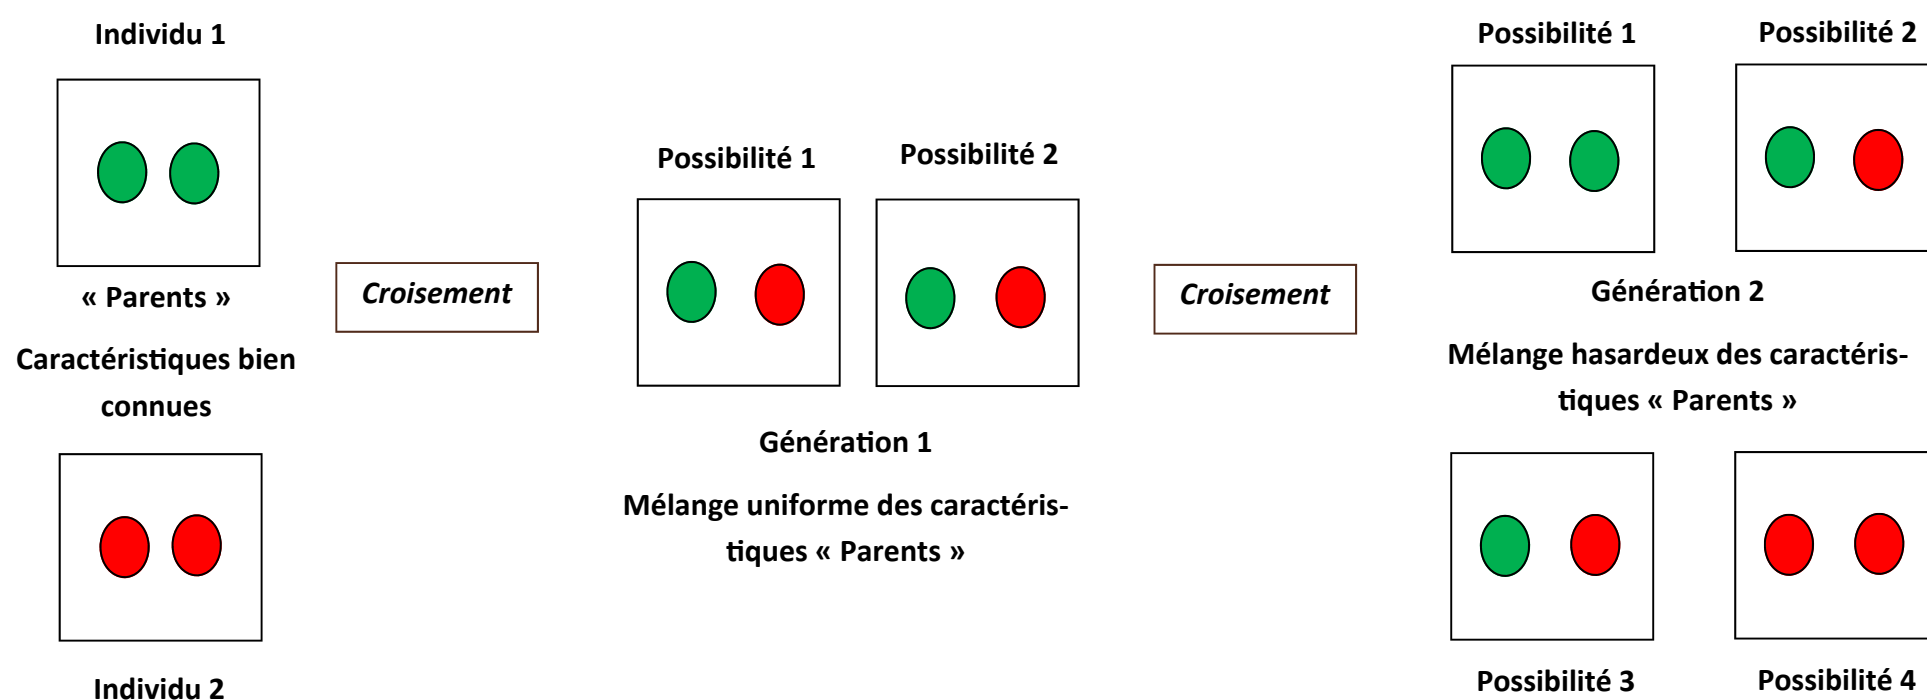 Individu 1
« Parents »
Caractéristiques bien
connues
Individu 2
Croisement
Possibilité 1
Possibilité 2
Génération 1
Mélange uniforme des caractéris-
tiques « Parents »
Croisement
Possibilité 1
Possibilité 2
Génération 2
Mélange hasardeux des caractéris-
tiques « Parents »
Possibilité 3
Possibilité 4